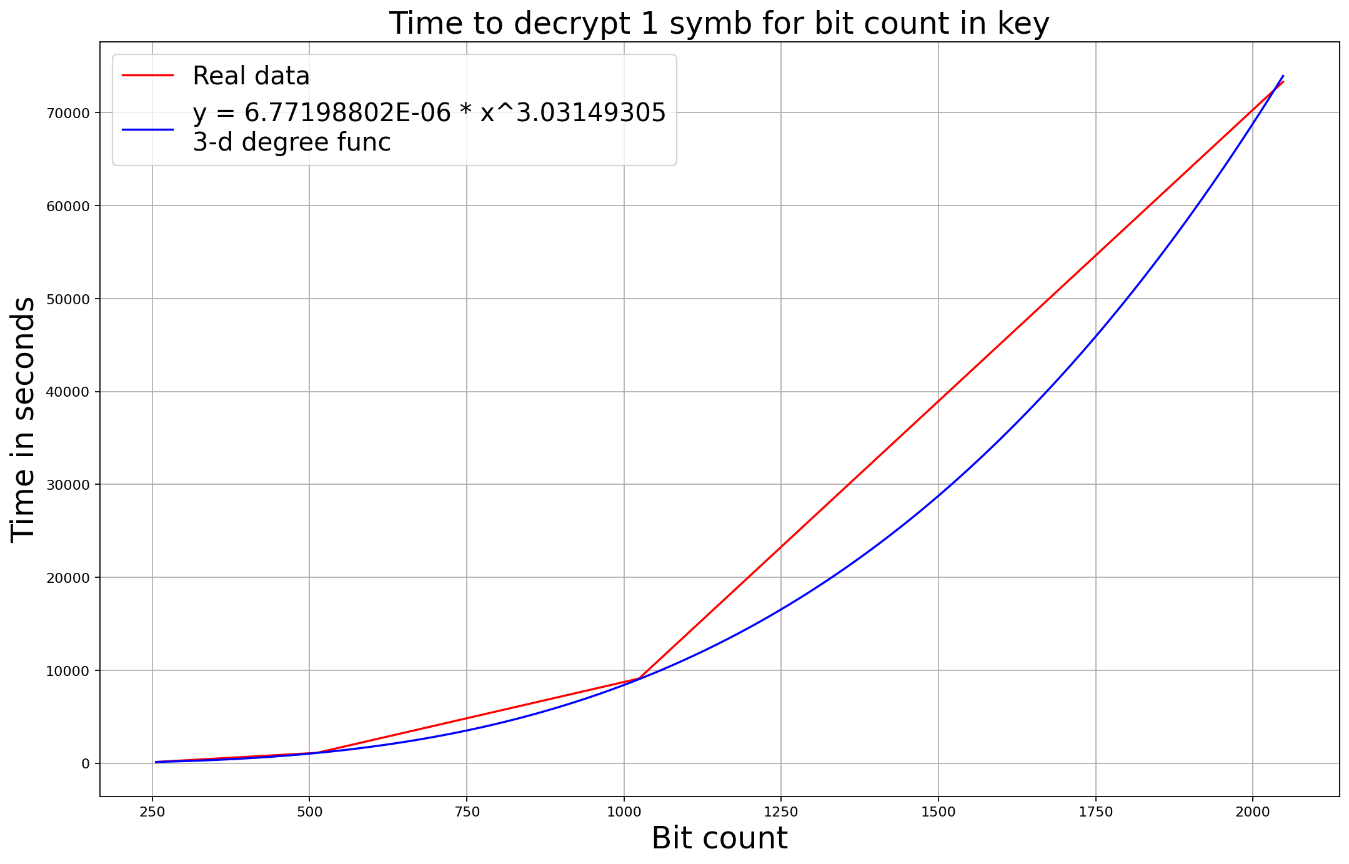 Time to decrypt 1 symb for bit count in key
Real data
y = 6.77198802E-06 * x^3.03149305
3-d degree func
Time in seconds
70000
60000
50000
40000
30000
20000
10000
0
250 500 750 1000 1250 1500 1750 2000
Bit count